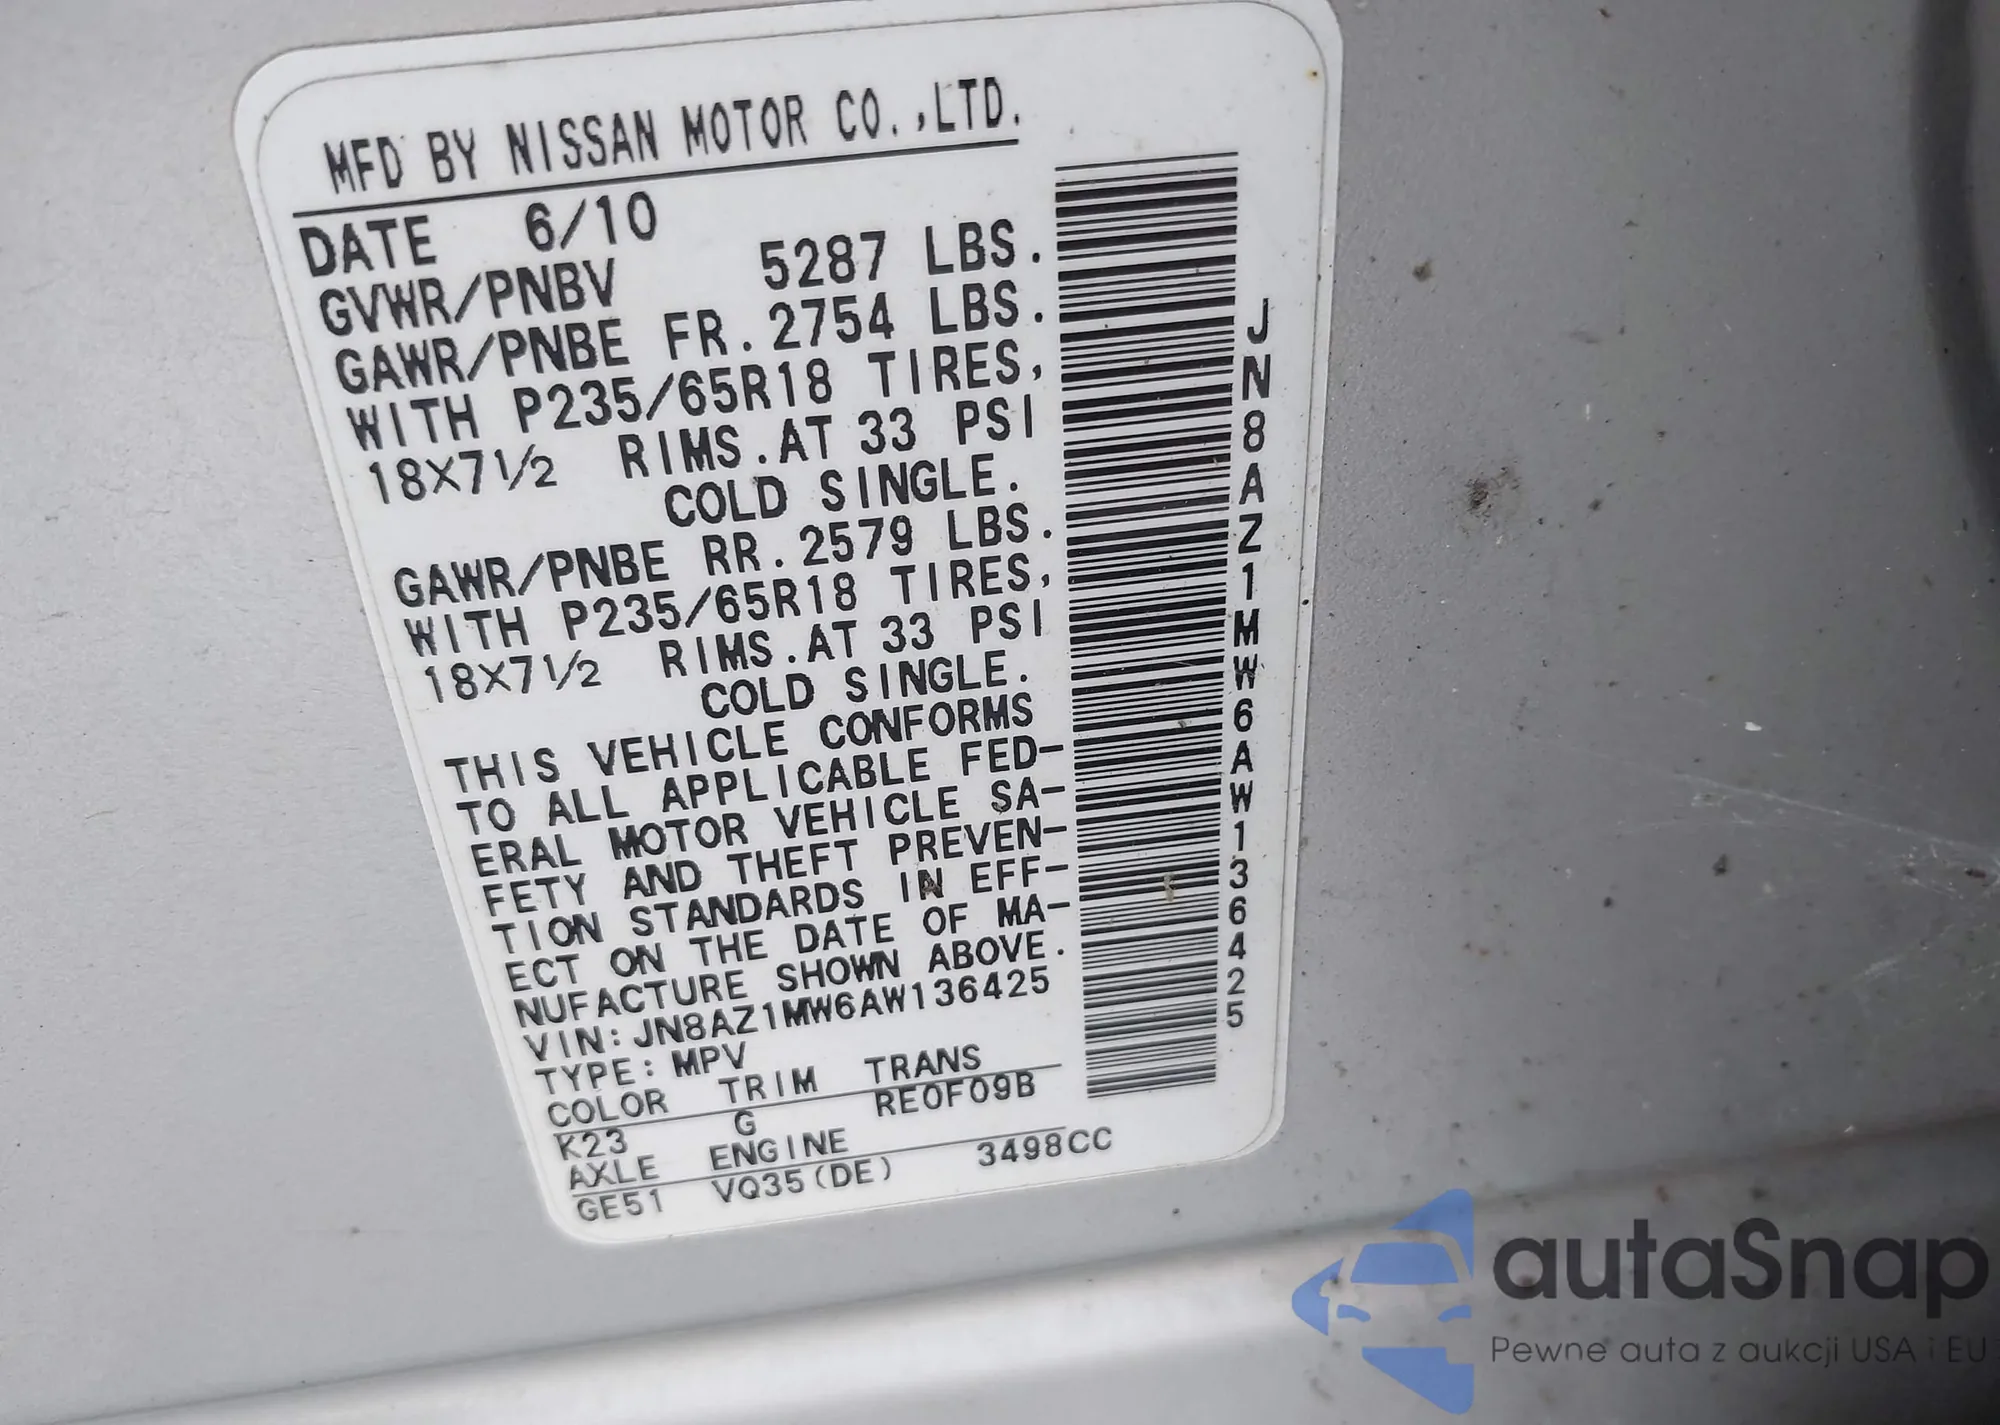 MFD BY NISSAN MOTOR CO.,LTD.
DATE 6/10
GVWR/PNBV 5287 LBS.
GAWR/PNBE FR.2754 LBS.
WITH P235/65R18 TIRES,
18X7½ RIMS.AT 33 PSI
COLD SINGLE.
GAWR/PNBE RR.2579 LBS.
WITH P235/65R18 TIRES,
18X7½ RIMS.AT 33 PSI
COLD SINGLE.
THIS VEHICLE CONFORMS
TO ALL APPLICABLE FED-
ERAL MOTOR VEHICLE SA-
FETY AND THEFT PREVEN-
TION STANDARDS IN EFF-
ECT ON THE DATE OF MA-
NUFACTURE SHOWN ABOVE.
VIN:JN8AZ1MW6AW136425
TYPE:MPV
COLOR TRIM TRANS
K23 G RE0F09B
AXLE ENGINE
GE51 VQ35(DE) 3498CC
JN8AZ1MW6AW136425
autaSnap
Pewne auta z aukcji USA i EU